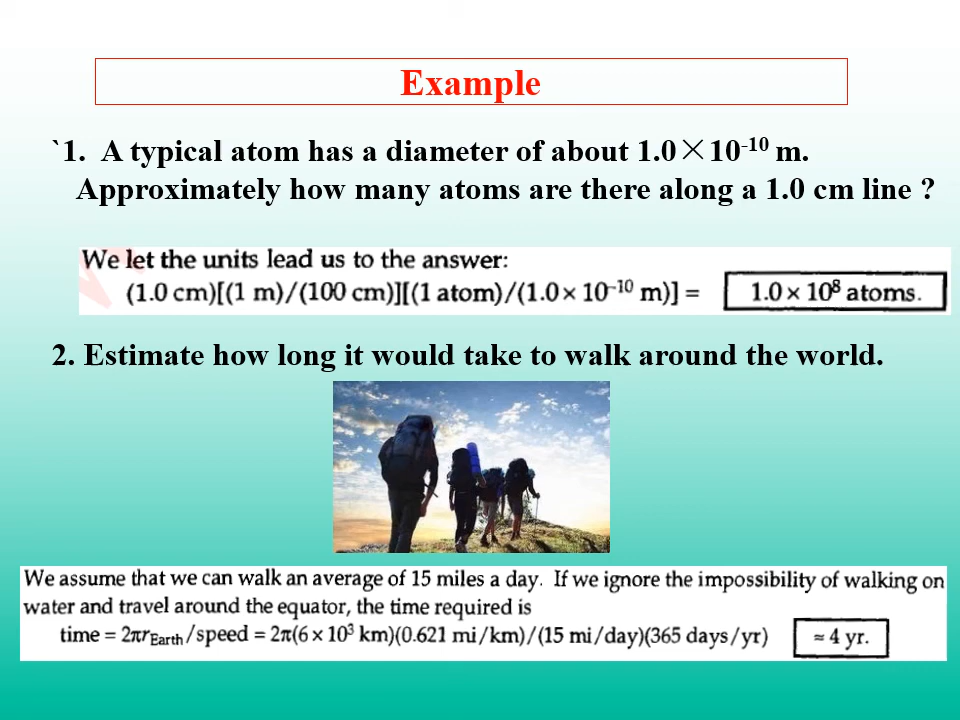 Example
`1. A typical atom has a diameter of about 1.0×10⁻¹⁰ m.
Approximately how many atoms are there along a 1.0 cm line ?
We let the units lead us to the answer:
(1.0 cm)[(1 m)/(100 cm)][(1 atom)/(1.0 × 10⁻¹⁰ m)] = 1.0 × 10⁸ atoms.
2. Estimate how long it would take to walk around the world.
We assume that we can walk an average of 15 miles a day. If we ignore the impossibility of walking on
water and travel around the equator, the time required is
time = 2πr_Earth/speed = 2π(6 × 10³ km)(0.621 mi/km)/(15 mi/day)(365 days/yr) ≈ 4 yr.